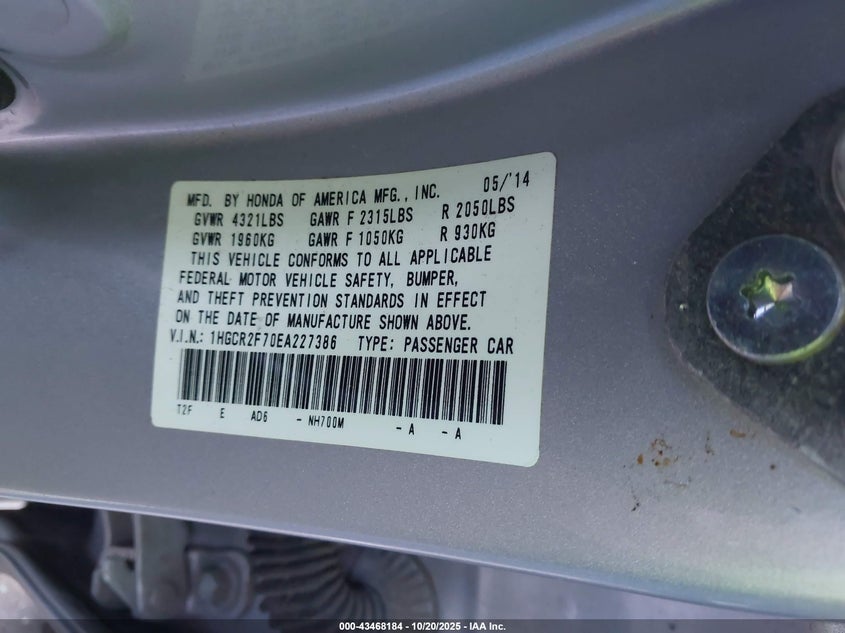 MFD. BY HONDA OF AMERICA MFG., INC. 05/'14
GVWR 4321LBS GAWR F 2315LBS R 2050LBS
GVWR 1960KG GAWR F 1050KG R 930KG
THIS VEHICLE CONFORMS TO ALL APPLICABLE
FEDERAL MOTOR VEHICLE SAFETY, BUMPER,
AND THEFT PREVENTION STANDARDS IN EFFECT
ON THE DATE OF MANUFACTURE SHOWN ABOVE.
V.I.N.: 1HGCR2F70EA227386 TYPE: PASSENGER CAR
T2F E AD6 - NH700M - A - A
000-43468184 | 10/20/2025 - IAA Inc.